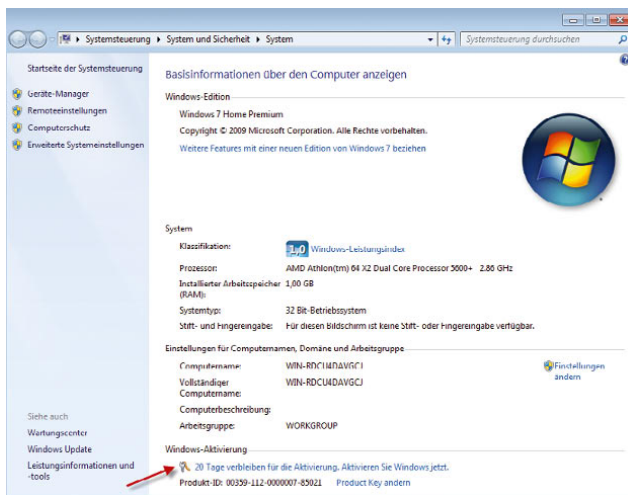 Systemsteuerung ▸ System und Sicherheit ▸ System
Systemsteuerung durchsuchen
Startseite der Systemsteuerung
Geräte-Manager
Remoteeinstellungen
Computerschutz
Erweiterte Systemeinstellungen
Siehe auch
Wartungscenter
Windows Update
Leistungsinformationen und
-tools
Basisinformationen über den Computer anzeigen
Windows-Edition
Windows 7 Home Premium
Copyright © 2009 Microsoft Corporation. Alle Rechte vorbehalten.
Weitere Features mit einer neuen Edition von Windows 7 beziehen
System
Klassifikation: 1,0 Windows-Leistungsindex
Prozessor: AMD Athlon(tm) 64 X2 Dual Core Processor 5600+ 2.86 GHz
Installierter Arbeitsspeicher 1,00 GB
(RAM):
Systemtyp: 32 Bit-Betriebssystem
Stift- und Fingereingabe: Für diesen Bildschirm ist keine Stift- oder Fingereingabe verfügbar.
Einstellungen für Computernamen, Domäne und Arbeitsgruppe
Computername: WIN-RDCU4DAVGCJ
Einstellungen
ändern
Vollständiger WIN-RDCU4DAVGCJ
Computername:
Computerbeschreibung:
Arbeitsgruppe: WORKGROUP
Windows-Aktivierung
20 Tage verbleiben für die Aktivierung. Aktivieren Sie Windows jetzt.
Produkt-ID: 00359-112-0000007-85021 Product Key ändern